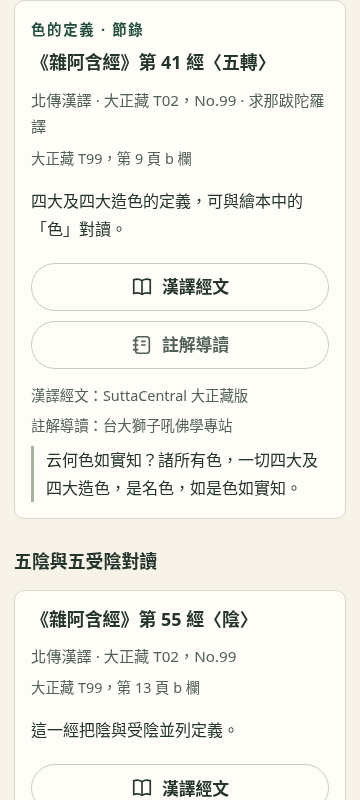 色的定義 · 節錄
《雜阿含經》第 41 經〈五轉〉
北傳漢譯 · 大正藏 T02，No.99 · 求那跋陀羅
譯
大正藏 T99，第 9 頁 b 欄
四大及四大造色的定義，可與繪本中的
「色」對讀。
漢譯經文
註解導讀
漢譯經文：SuttaCentral 大正藏版
註解導讀：台大獅子吼佛學專站
云何色如實知？諸所有色，一切四大及
四大造色，是名色，如是色如實知。
五陰與五受陰對讀
《雜阿含經》第 55 經〈陰〉
北傳漢譯 · 大正藏 T02，No.99
大正藏 T99，第 13 頁 b 欄
這一經把陰與受陰並列定義。
漢譯經文